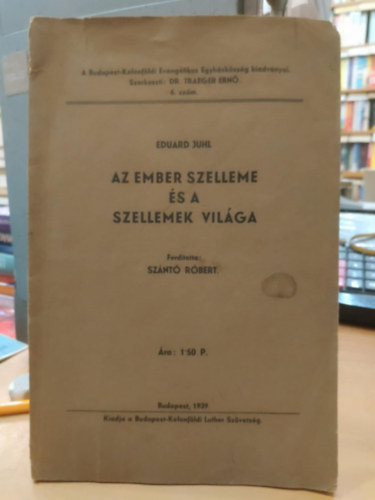 A Budapest-Kelenföldi Evangélikus Egyházközség kiadványai.
Szerkeszti: DR. TRAEGER ERNŐ.
4. szám.
EDUARD JUHL
AZ EMBER SZELLEME
ÉS A
SZELLEMEK VILÁGA
Fordította:
SZÁNTÓ RÓBERT.
Ára: 1·50 P.
Budapest, 1939
Kiadja a Budapest-Kelenföldi Luther Szövetség.